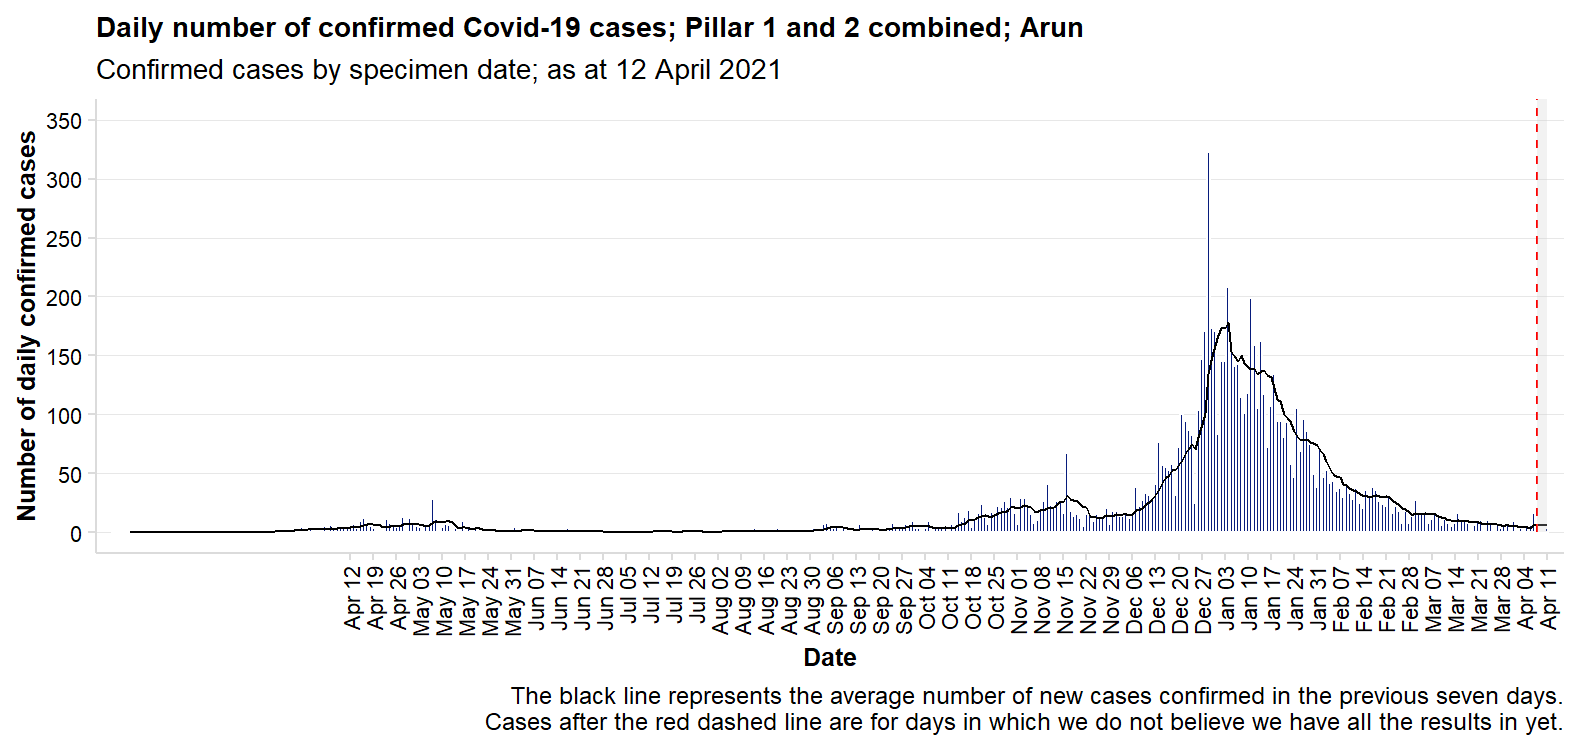 Daily number of confirmed Covid-19 cases; Pillar 1 and 2 combined; Arun
Confirmed cases by specimen date; as at 12 April 2021
Number of daily confirmed cases
350
300
250
200
150
100
50
0
Apr 12
Apr 19
Apr 26
May 03
May 10
May 17
May 24
May 31
Jun 07
Jun 14
Jun 21
Jun 28
Jul 05
Jul 12
Jul 19
Jul 26
Aug 02
Aug 09
Aug 16
Aug 23
Aug 30
Sep 06
Sep 13
Sep 20
Sep 27
Oct 04
Oct 11
Oct 18
Oct 25
Nov 01
Nov 08
Nov 15
Nov 22
Nov 29
Dec 06
Dec 13
Dec 20
Dec 27
Jan 03
Jan 10
Jan 17
Jan 24
Jan 31
Feb 07
Feb 14
Feb 21
Feb 28
Mar 07
Mar 14
Mar 21
Mar 28
Apr 04
Apr 11
Date
The black line represents the average number of new cases confirmed in the previous seven days.
Cases after the red dashed line are for days in which we do not believe we have all the results in yet.